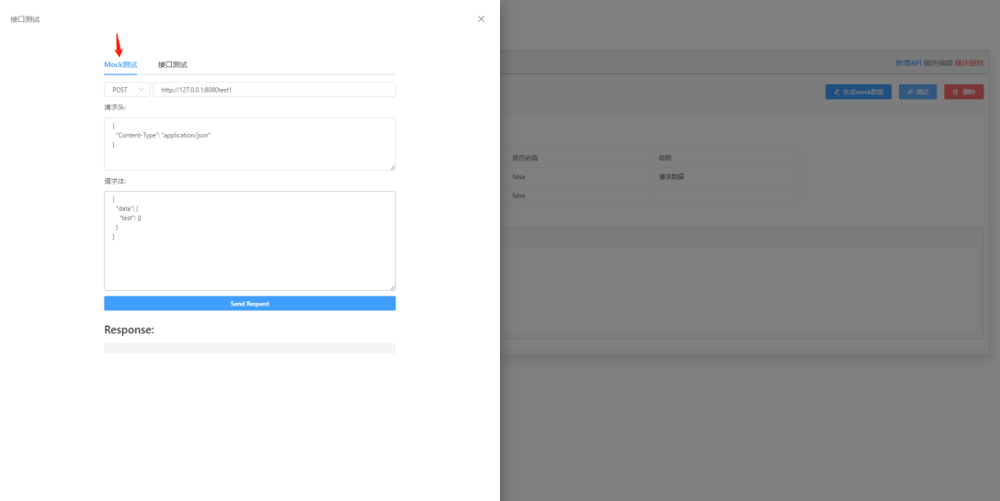 接口测试
Mock测试 接口测试
POST http://127.0.0.1:8080test1
请求头:
{
"Content-Type": "application/json"
}
请求体:
{
"data": {
"test": []
}
}
Send Request
Response:
新增API 模块编辑 模块删除
生成mock数据 测试 删除
是否必填 说明
false 请求数据
false